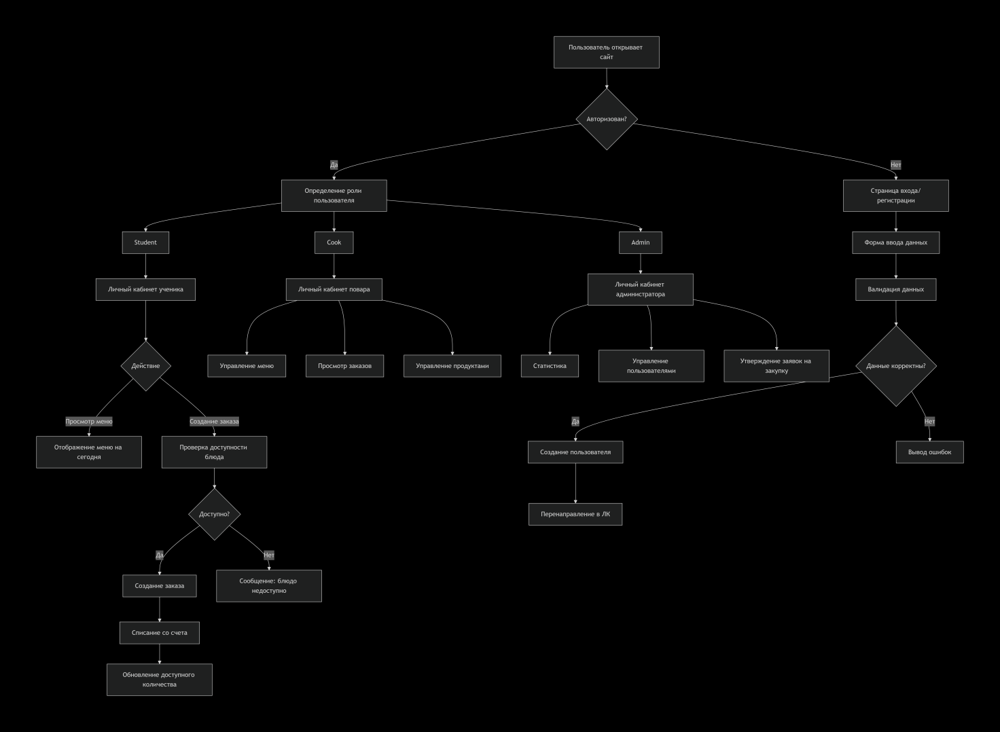 Пользователь открывает
сайт
Авторизован?
Да
Нет
Определение роли
пользователя
Страница входа/
регистрации
Student
Cook
Admin
Форма ввода данных
Личный кабинет ученика
Личный кабинет повара
Личный кабинет
администратора
Валидация данных
Действие
Управление меню
Просмотр заказов
Управление продуктами
Статистика
Управление
пользователями
Утверждение заявок на
закупку
Данные корректны?
Просмотр меню
Создание заказа
Да
Нет
Отображение меню на
сегодня
Проверка доступности
блюда
Создание пользователя
Вывод ошибок
Доступно?
Перенаправление в ЛК
Да
Нет
Создание заказа
Сообщение: блюдо
недоступно
Списание со счета
Обновление доступного
количества